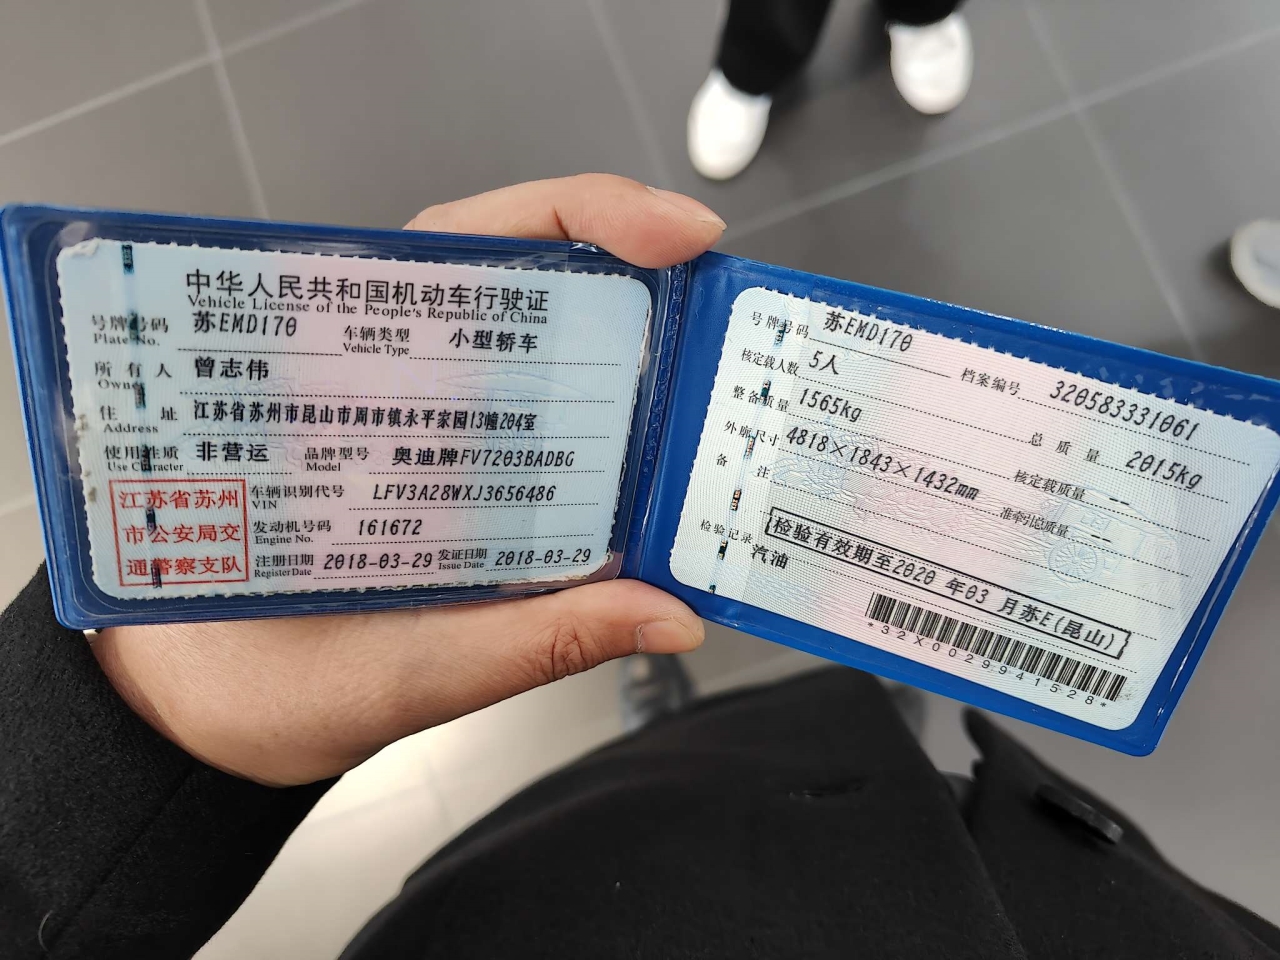 中华人民共和国机动车行驶证
Vehicle License of the People's Republic of China
号牌号码 苏EMD170 车辆类型 小型轿车
Plate No. Vehicle Type
所有人 曾志伟
Owner
住址 江苏省苏州市昆山市周市镇永平家园13幢204室
Address
使用性质 非营运 品牌型号 奥迪牌FV7203BADBG
Use Character Model
江苏省苏州
市公安局交
通警察支队
车辆识别代号 LFV3A28WXJ3656486
VIN
发动机号码 161672
Engine No.
注册日期 2018-03-29 发证日期 2018-03-29
Register Date Issue Date
号牌号码 苏EMD170 档案编号 320583331061
核定载人数 5人 总质量 2015kg
整备质量 1565kg 核定载质量
外廓尺寸 4818×1843×1432mm 准牵引总质量
备注
检验有效期至2020年03月苏E(昆山)
检验记录 汽油
*32X0029941528*